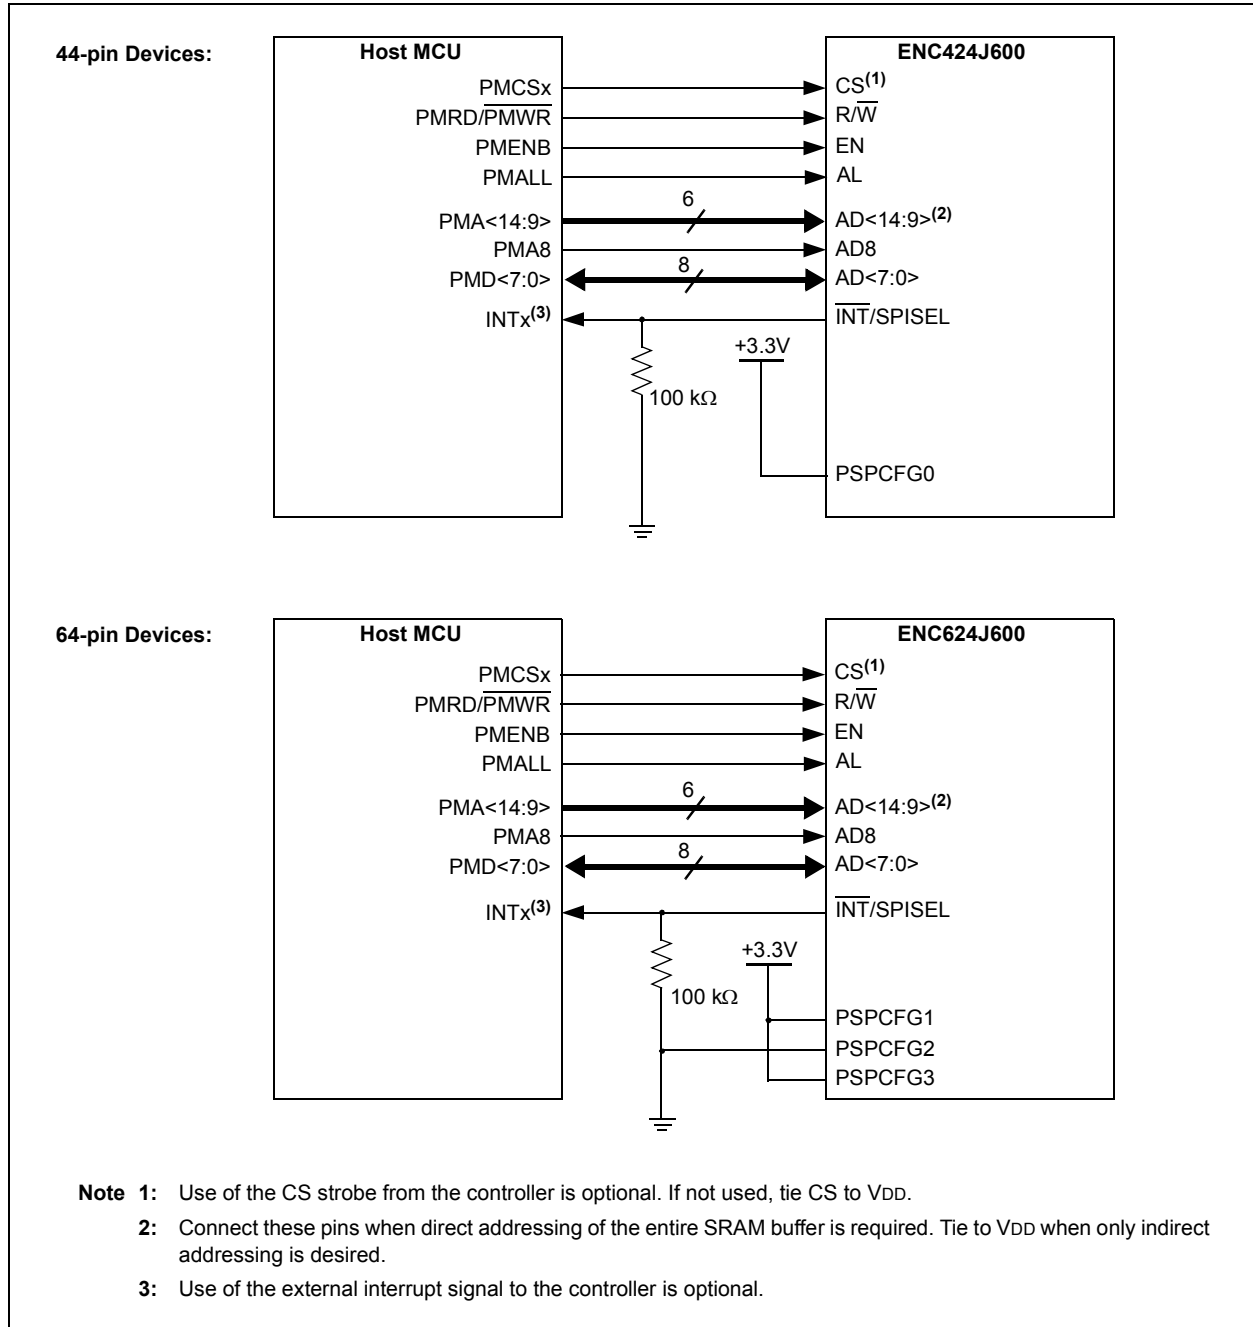 44-pin Devices:
Host MCU
ENC424J600
PMCSx
CS(1)
PMRD/PMWR
R/W
PMENB
EN
PMALL
AL
PMA<14:9>
6
AD<14:9>(2)
PMA8
AD8
PMD<7:0>
8
AD<7:0>
INTx(3)
INT/SPISEL
+3.3V
100 kΩ
PSPCFG0
64-pin Devices:
Host MCU
ENC624J600
PMCSx
CS(1)
PMRD/PMWR
R/W
PMENB
EN
PMALL
AL
PMA<14:9>
6
AD<14:9>(2)
PMA8
AD8
PMD<7:0>
8
AD<7:0>
INTx(3)
INT/SPISEL
+3.3V
100 kΩ
PSPCFG1
PSPCFG2
PSPCFG3
Note 1: Use of the CS strobe from the controller is optional. If not used, tie CS to VDD.
2: Connect these pins when direct addressing of the entire SRAM buffer is required. Tie to VDD when only indirect
addressing is desired.
3: Use of the external interrupt signal to the controller is optional.